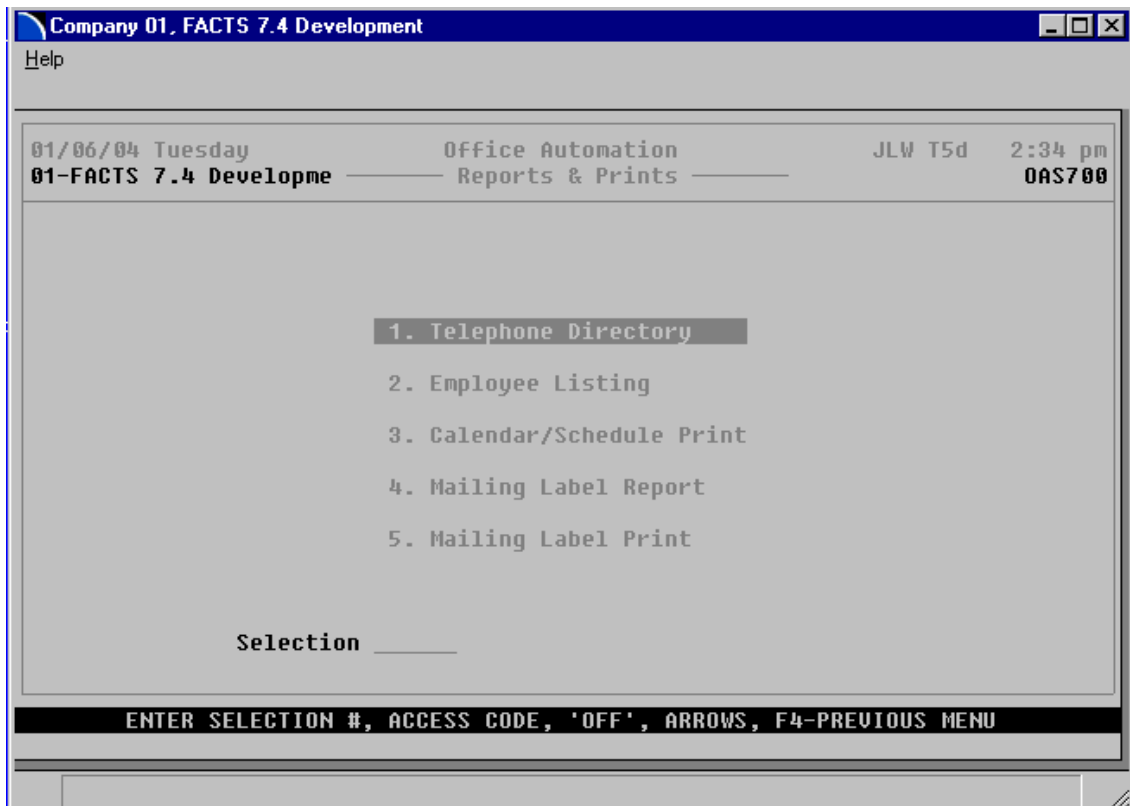 Company 01, FACTS 7.4 Development
Help
01/06/04 Tuesday Office Automation JLW T5d 2:34 pm
01-FACTS 7.4 Developme Reports & Prints OAS700
1. Telephone Directory
2. Employee Listing
3. Calendar/Schedule Print
4. Mailing Label Report
5. Mailing Label Print
Selection ______
ENTER SELECTION #, ACCESS CODE, 'OFF', ARROWS, F4-PREVIOUS MENU